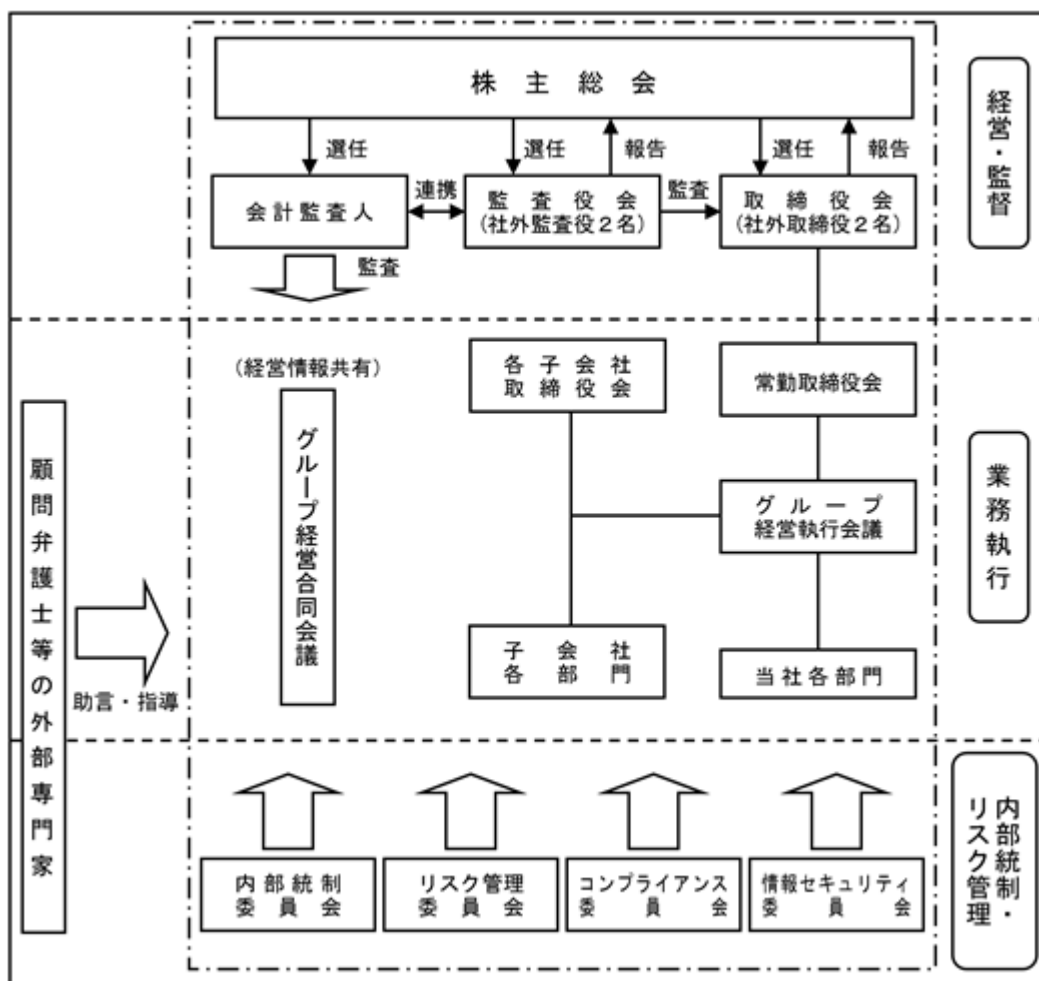 株主総会
選任
選任
報告
選任
報告
会計監査人
連携
監査役会
(社外監査役2名)
監査
取締役会
(社外取締役2名)
監査
経営・監督
(経営情報共有)
グループ経営合同会議
各子会社
取締役会
常勤取締役会
グループ
経営執行会議
子会社
各部門
当社各部門
業務執行
顧問弁護士等の外部専門家
助言・指導
内部統制
委員会
リスク管理
委員会
コンプライアンス
委員会
情報セキュリティ
委員会
内部統制・
リスク管理